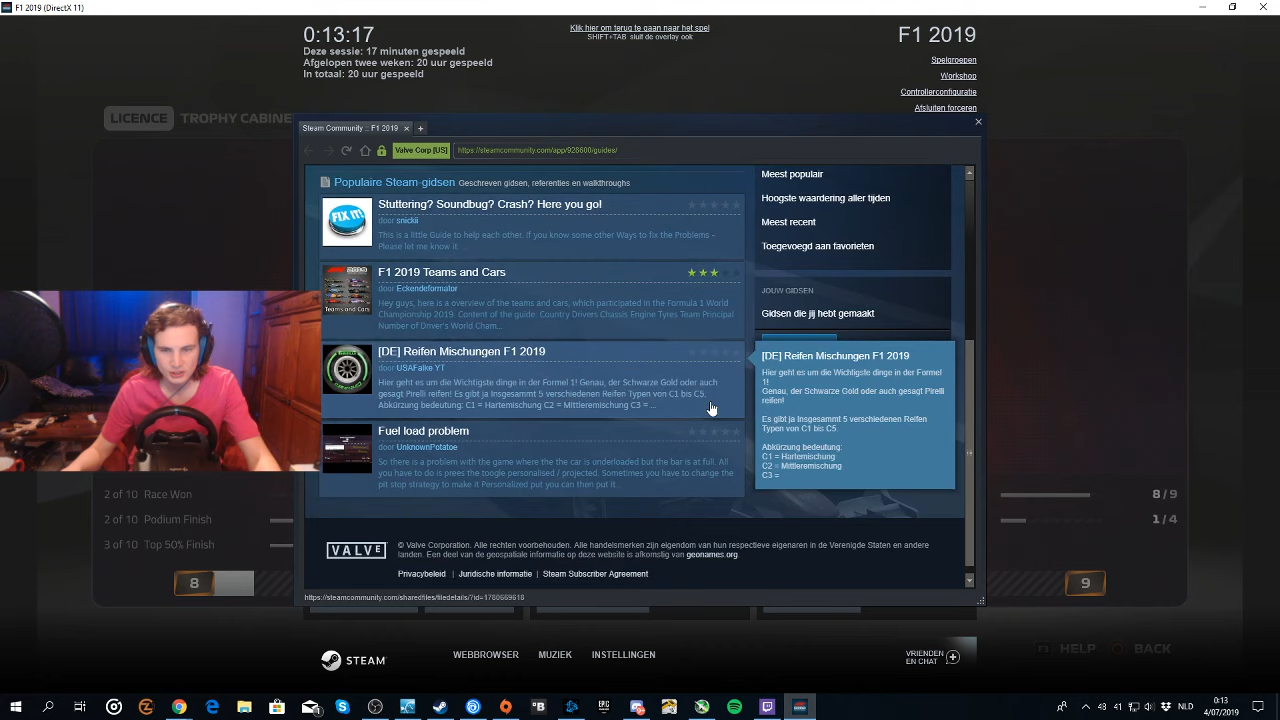 F1 2019 (DirectX 11)
0:13:17
Deze sessie: 17 minuten gespeeld
Afgelopen twee weken: 20 uur gespeeld
In totaal: 20 uur gespeeld
Klik hier om terug te gaan naar het spel
SHIFT+TAB sluit de overlay ook
F1 2019
Spelgroepen
Workshop
Controllerconfiguratie
Afsluiten forceren
LICENCE TROPHY CABINE
Steam Community :: F1 2019
Valve Corp [US] https://steamcommunity.com/app/928600/guides/
Populaire Steam-gidsen Geschreven gidsen, referenties en walkthroughs
FIX IT!
Stuttering? Soundbug? Crash? Here you go!
door snickii
This is a little Guide to help each other. If you know some other Ways to fix the Problems -
Please let me know it ...
Teams and Cars
F1 2019 Teams and Cars
door Eckendeformator
Hey guys, here is a overview of the teams and cars, which participated in the Formula 1 World
Championship 2019. Content of the guide: Country Drivers Chassis Engine Tyres Team Principal
Number of Driver's World Cham...
[DE] Reifen Mischungen F1 2019
door USAFalke YT
Hier geht es um die Wichtigste dinge in der Formel 1! Genau, der Schwarze Gold oder auch
gesagt Pirelli reifen! Es gibt ja Insgesammt 5 verschiedenen Reifen Typen von C1 bis C5.
Abkürzung bedeutung: C1 = Hartemischung C2 = Mittleremischung C3 = ...
Fuel load problem
door UnknownPotatoe
So there is a problem with the game where the the car is underloaded but the bar is at full. All
you have to do is prees the toogle personalised / projected. Sometimes you have to change the
pit stop strategy to make it Personalized put you can then put it...
Meest populair
Hoogste waardering aller tijden
Meest recent
Toegevoegd aan favorieten
JOUW GIDSEN
Gidsen die jij hebt gemaakt
[DE] Reifen Mischungen F1 2019
Hier geht es um die Wichtigste dinge in der Formel
1!
Genau, der Schwarze Gold oder auch gesagt Pirelli
reifen!
Es gibt ja Insgesammt 5 verschiedenen Reifen
Typen von C1 bis C5.
Abkürzung bedeutung:
C1 = Hartemischung
C2 = Mittleremischung
C3 =
2 of 10 Race Won
2 of 10 Podium Finish
3 of 10 Top 50% Finish
8
8/9
1/4
9
VALVE
© Valve Corporation. Alle rechten voorbehouden. Alle handelsmerken zijn eigendom van hun respectieve eigenaren in de Verenigde Staten en andere
landen. Een deel van de geospatiale informatie op deze website is afkomstig van geonames.org.
Privacybeleid | Juridische informatie | Steam Subscriber Agreement
https://steamcommunity.com/sharedfiles/filedetails/?id=1780669618
STEAM
WEBBROWSER MUZIEK INSTELLINGEN
VRIENDEN
EN CHAT
F3 HELP BACK
48 41 NLD
0:13
4/07/2019